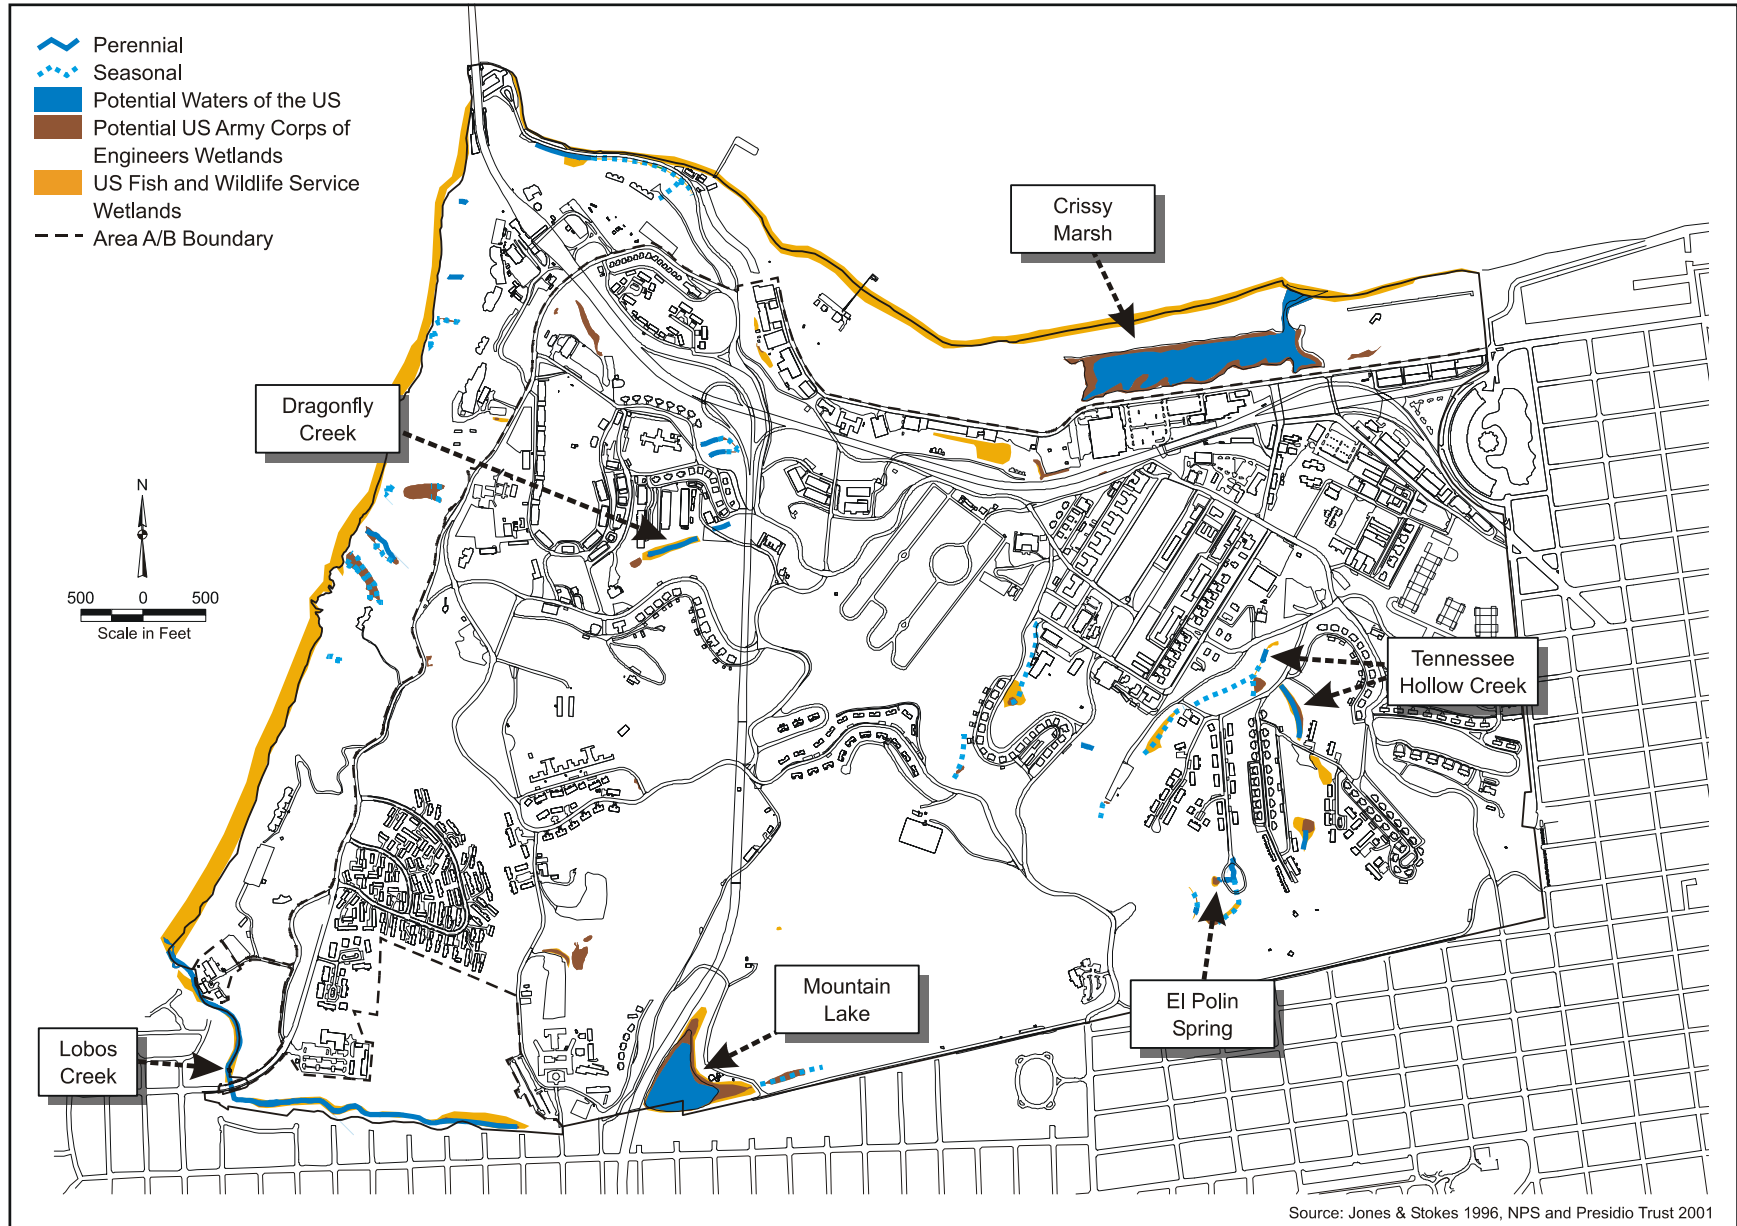 Perennial
Seasonal
Potential Waters of the US
Potential US Army Corps of
Engineers Wetlands
US Fish and Wildlife Service
Wetlands
Area A/B Boundary
Crissy
Marsh
Dragonfly
Creek
N
500 0 500
Scale in Feet
Tennessee
Hollow Creek
Mountain
Lake
El Polin
Spring
Lobos
Creek
Source: Jones & Stokes 1996, NPS and Presidio Trust 2001